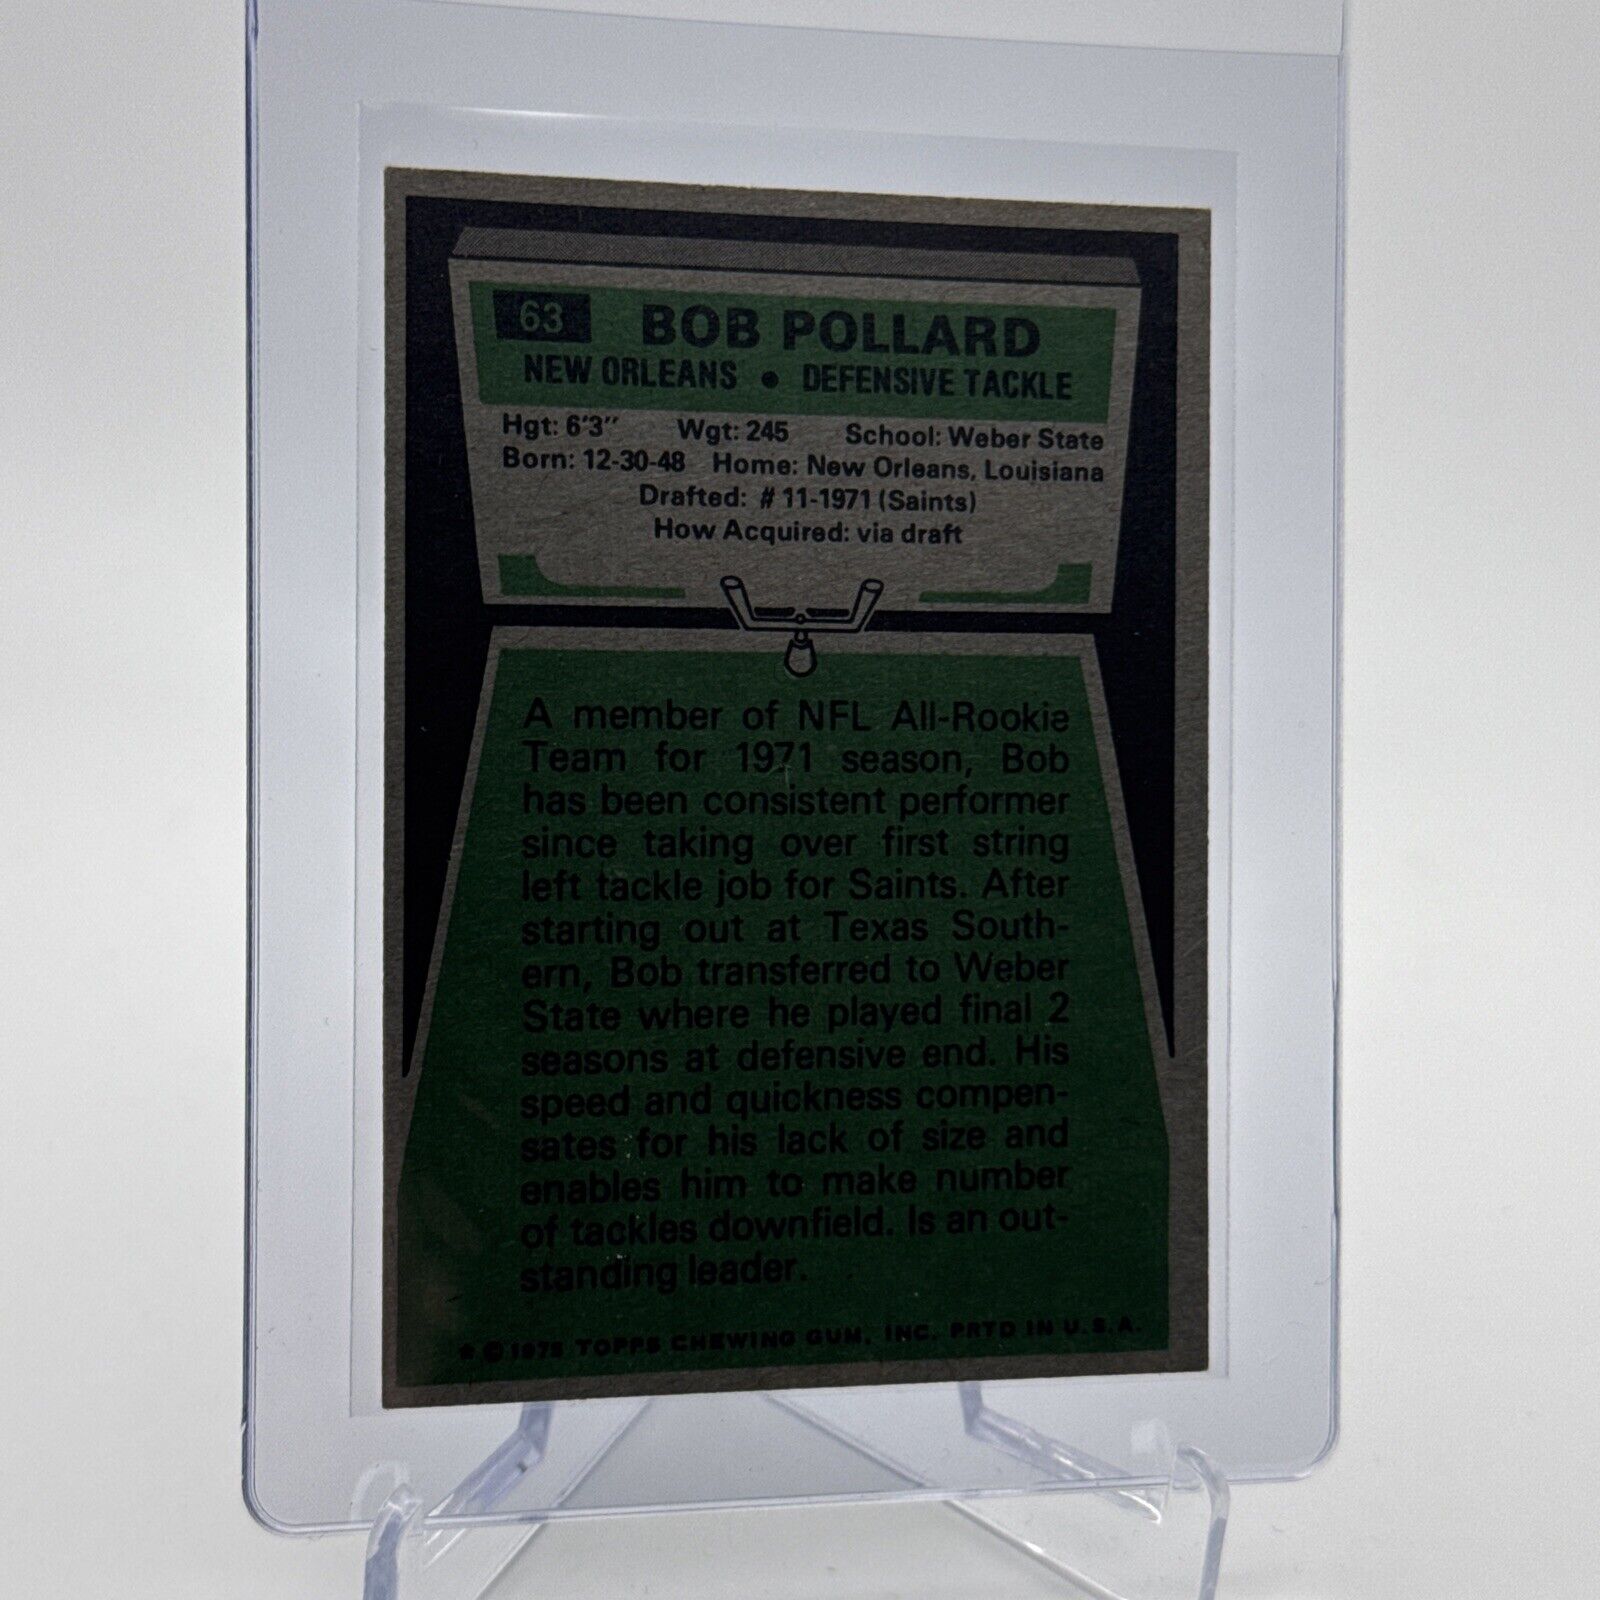 63 BOB POLLARD
NEW ORLEANS • DEFENSIVE TACKLE
Hgt: 6'3" Wgt: 245 School: Weber State
Born: 12-30-48 Home: New Orleans, Louisiana
Drafted: #11-1971 (Saints)
How Acquired: via draft
A member of NFL All-Rookie
Team for 1971 season, Bob
has been consistent performer
since taking over first string
left tackle job for Saints. After
starting out at Texas South-
ern, Bob transferred to Weber
State where he played final 2
seasons at defensive end. His
speed and quickness compen-
sates for his lack of size and
enables him to make number
of tackles downfield. Is an out-
standing leader.
* © 1975 TOPPS CHEWING GUM, INC. PRTD IN U.S.A.